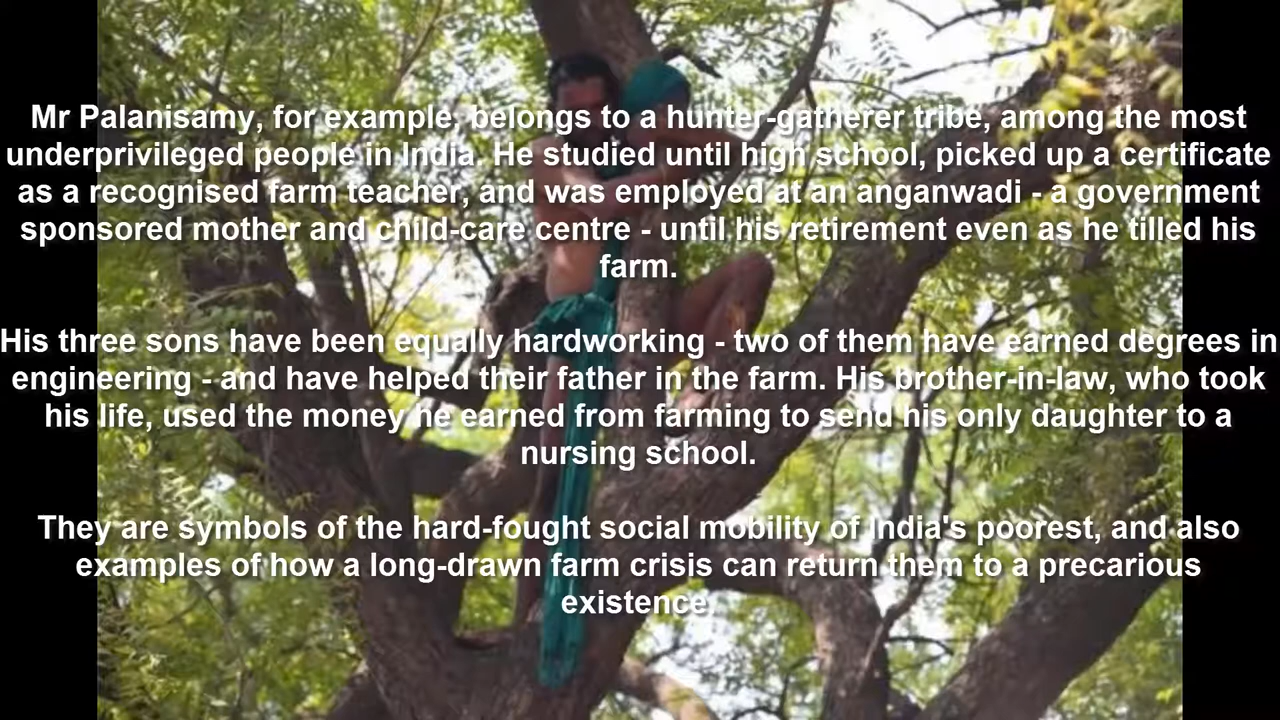 Mr Palanisamy, for example, belongs to a hunter-gatherer tribe, among the most
underprivileged people in India. He studied until high school, picked up a certificate
as a recognised farm teacher, and was employed at an anganwadi - a government
sponsored mother and child-care centre - until his retirement even as he tilled his
farm.
His three sons have been equally hardworking - two of them have earned degrees in
engineering - and have helped their father in the farm. His brother-in-law, who took
his life, used the money he earned from farming to send his only daughter to a
nursing school.
They are symbols of the hard-fought social mobility of India's poorest, and also
examples of how a long-drawn farm crisis can return them to a precarious
existence.